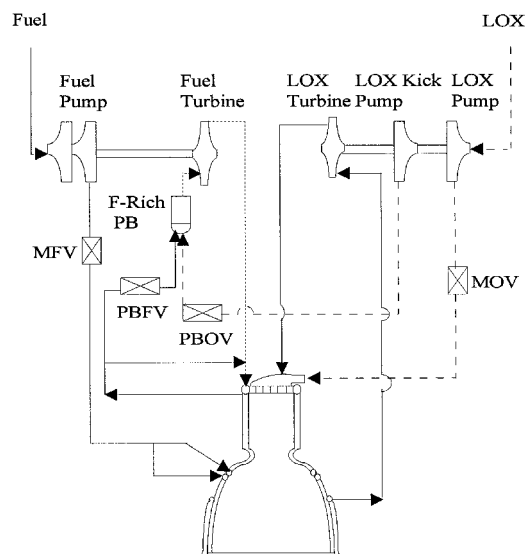 Fuel
LOX
Fuel
Pump
Fuel
Turbine
LOX
Turbine
LOX Kick
Pump
LOX
Pump
F-Rich
PB
MFV
PBFV
PBOV
MOV